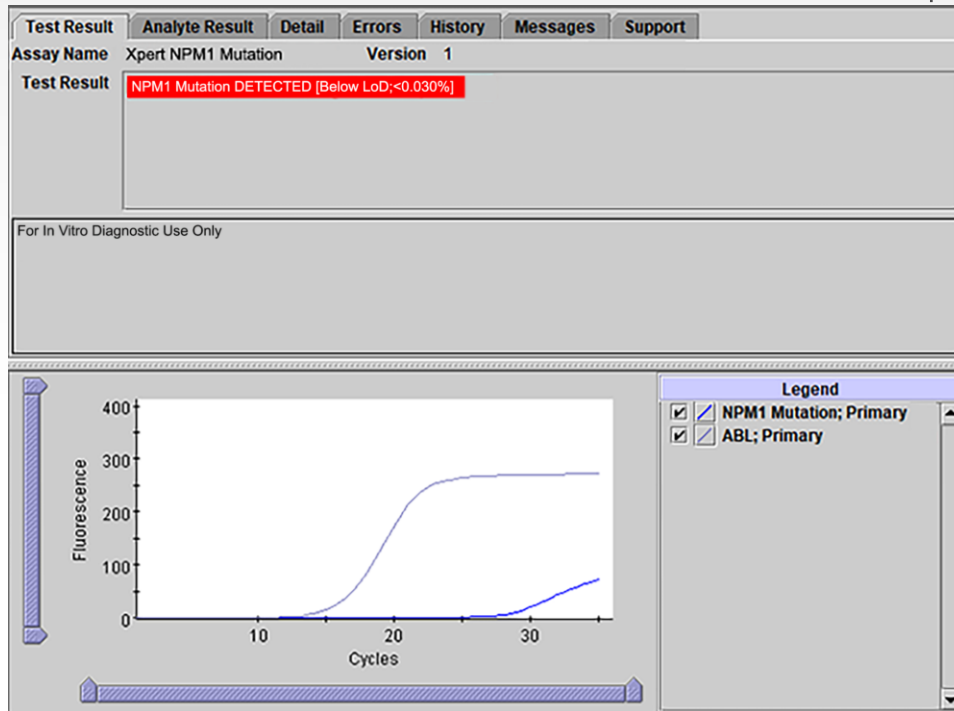 Test Result Analyte Result Detail Errors History Messages Support
Assay Name Xpert NPM1 Mutation Version 1
Test Result NPM1 Mutation DETECTED [Below LoD;<0.030%]
For In Vitro Diagnostic Use Only
Legend
NPM1 Mutation; Primary
ABL; Primary
400
300
200
100
0
Fluorescence
10 20 30
Cycles